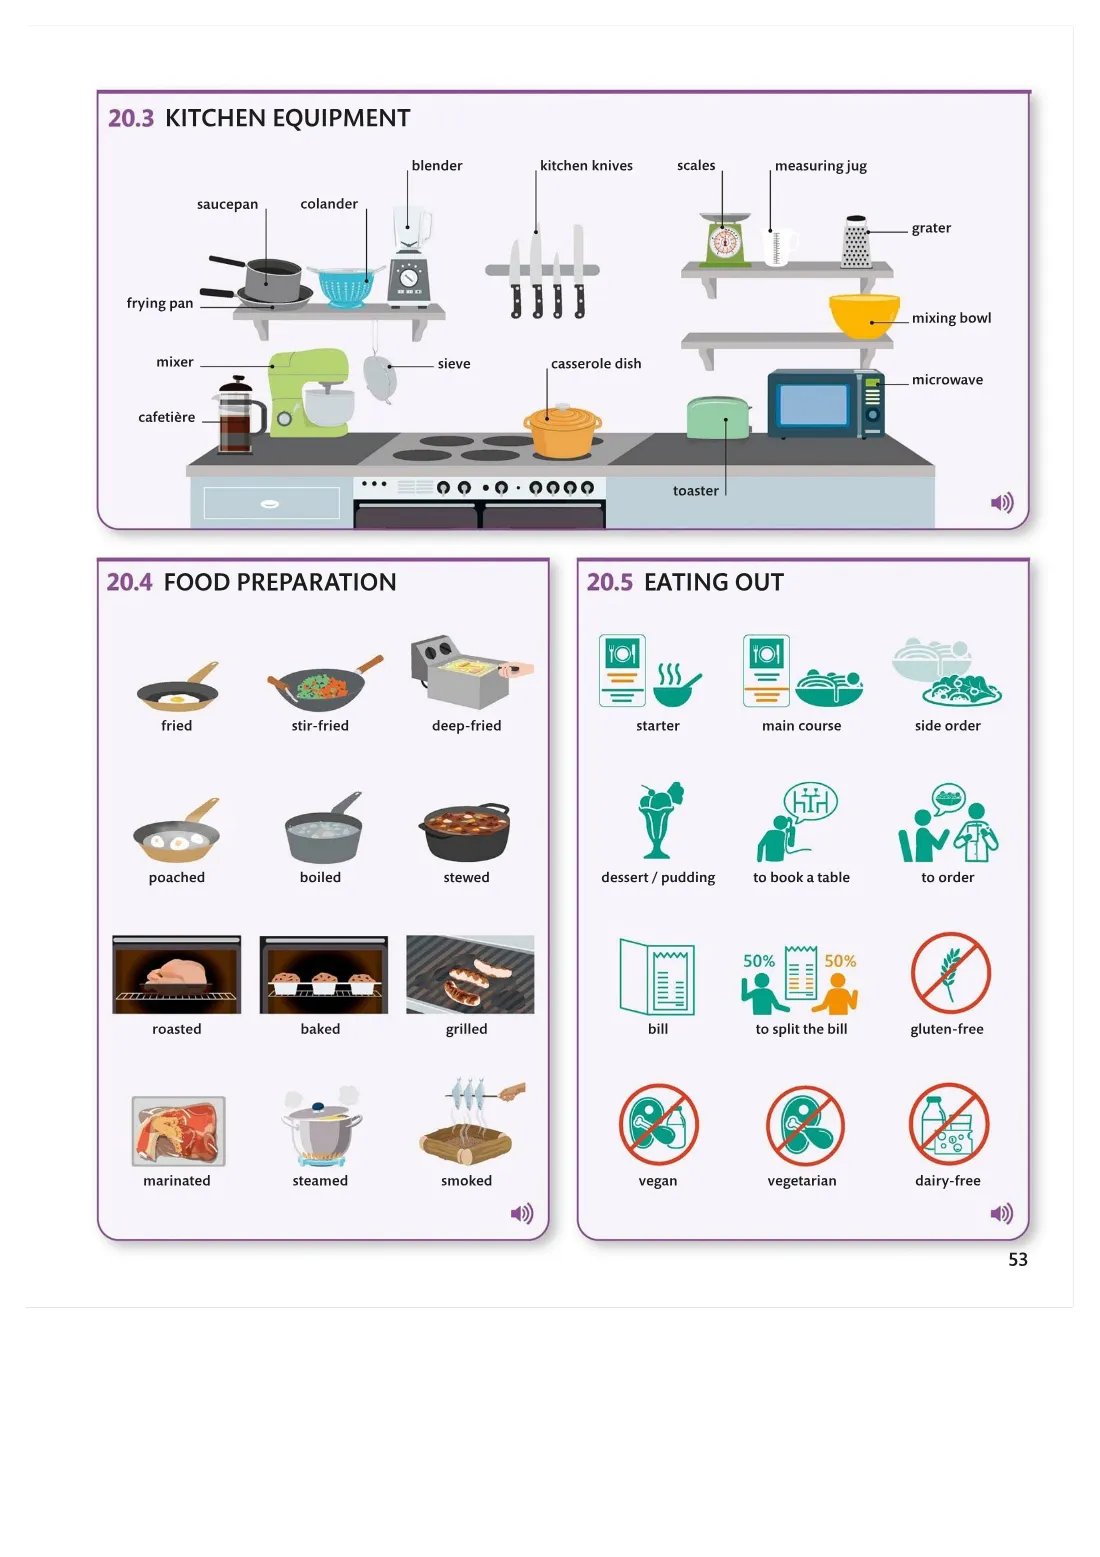 20.3 KITCHEN EQUIPMENT
blender
kitchen knives
scales
measuring jug
saucepan
colander
grater
frying pan
mixing bowl
mixer
sieve
casserole dish
microwave
cafetière
toaster
20.4 FOOD PREPARATION
fried
stir-fried
deep-fried
poached
boiled
stewed
roasted
baked
grilled
marinated
steamed
smoked
20.5 EATING OUT
starter
main course
side order
dessert / pudding
to book a table
to order
50%
50%
bill
to split the bill
gluten-free
vegan
vegetarian
dairy-free
53